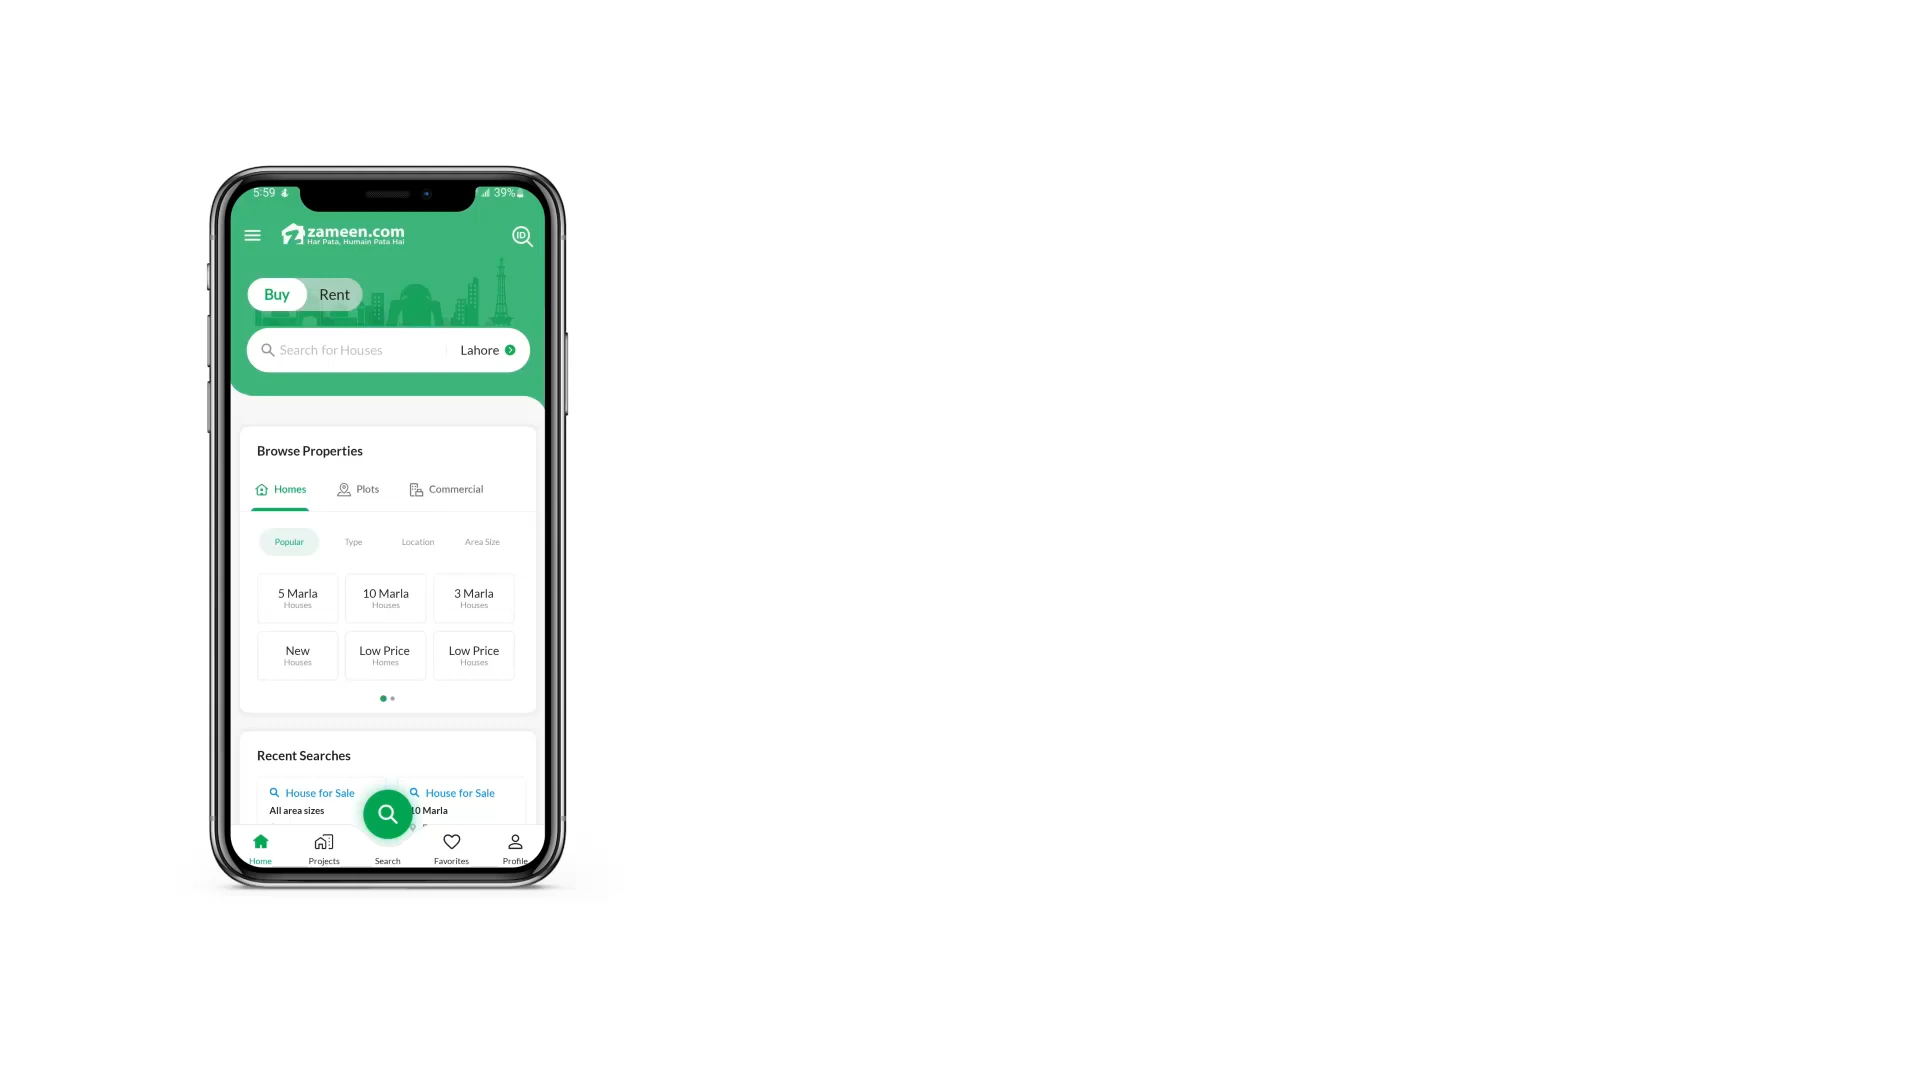 5:59
39%
zameen.com
Har Pata, Humain Pata Hai
ID
Buy Rent
Search for Houses Lahore
Browse Properties
Homes Plots Commercial
Popular Type Location Area Size
5 Marla 10 Marla 3 Marla
Houses Houses Houses
New Low Price Low Price
Houses Homes Houses
Recent Searches
House for Sale House for Sale
All area sizes 10 Marla
Home Projects Search Favorites Profile